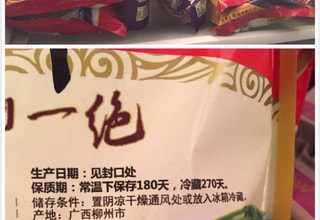 一绝
生产日期：见封口处
保质期：常温下保存180天，冷藏270天。
储存条件：置阴凉干燥通风处或放入冰箱冷藏。
产地：广西柳州市